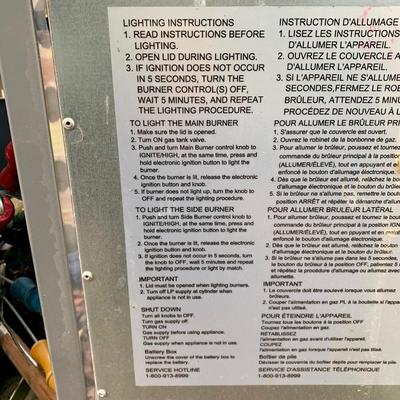 LIGHTING INSTRUCTIONS
1. READ INSTRUCTIONS BEFORE
LIGHTING.
2. OPEN LID DURING LIGHTING.
3. IF IGNITION DOES NOT OCCUR
IN 5 SECONDS, TURN THE
BURNER CONTROL(S) OFF,
WAIT 5 MINUTES, AND REPEAT
THE LIGHTING PROCEDURE.
TO LIGHT THE MAIN BURNER
1. Make sure the lid is opened.
2. Turn ON gas tank valve.
3. Push and turn Main burner control knob to
IGNITE/HIGH, at the same time, press and
hold electronic ignition button to light the
burner.
4. Once the burner is lit, release the electronic
ignition button and knob.
5. If burner does not light up, turn the knob to
OFF and repeat the lighting procedure.
TO LIGHT THE SIDE BURNER
1. Push and turn Side Burner control knob to
IGNITE/HIGH, at the same time, press and
hold electronic ignition button to light the
burner.
2. Once the burner is lit, release the electronic
ignition button and knob.
3. If ignition does not occur in 5 seconds, turn
the knob to OFF, wait 5 minutes and repeat
the lighting procedure or light by match.
IMPORTANT
1. Lid must be open when lighting burners.
2. Turn off LP supply at cylinder when
appliance is not in use.
SHUT DOWN
Turn all knobs to OFF.
Turn gas supply off.
TURN ON
Gas supply before using appliance.
TURN OFF
Gas supply when not in use.
Battery Box
Unscrew the cover of the battery box to
replace the battery.
SERVICE HOTLINE
1-800-913-8999
INSTRUCTION D'ALLUMAGE
1. LISEZ LES INSTRUCTIONS
D'ALLUMER L'APPAREIL.
2. OUVREZ LE COUVERCLE
D'ALLUMER L'APPAREIL.
3. SI L'APPAREIL NE S'ALLUME
SECONDES,FERMEZ LE
BRÛLEUR, ATTENDEZ 5
PROCÉDEZ DE NOUVEAU À
POUR ALLUMER LE BRÛLEUR
1. S'assurer que le couvercle est ouvert.
2. Ouvrez le robinet de la bonbonne de gaz.
3. Pour allumer le brûleur, poussez et tournez
commande du brûleur principal à la position
(ALLUMER/ÉLEVÉ), tout en appuyant et en
enfoncé le bouton d'allumage électronique.
4. Dès que le brûleur est allumé, relâchez le
d'allumage électronique et le bouton du
5. Si le brûleur ne s'allume pas, remettre le bouton
position ARRÊT et répéter la démarche
POUR ALLUMER BRÛLEUR LATÉRAL
1. Pour allumer brûleur, poussez et tournez le bouton
commande du brûleur principal à la position
(ALLUMER/ÉLEVÉ), tout en appuyant et en
bouton d'allumage électronique.
2. Dès que le brûleur est allumé, relâchez le bouton
d'allumage électronique et le bouton du brûleur.
3. Si le brûleur ne s'allume pas dans les 5 secondes,
le bouton du brûleur à la position OFF, patientez 5
et répétez la procédure d'allumage ou allumez avec
allumette.
IMPORTANT
1. Le couvercle doit être soulevé lorsque vous allumez
brûleurs.
2. Coupez l'alimentation en gaz PL à la bouteille si
n'est pas utilisé.
POUR ÉTEINDRE L'APPAREIL
Tournez tous les boutons à la position OFF
Coupez l'alimentation en gaz.
RÉTABLISSEZ
l'alimentation en gaz avant d'utiliser l'appareil.
COUPEZ
l'alimentation en gaz lorsque l'appareil n'est pas
Boîtier de pile
Dévisser le couvercle du boîtier depile pour remplacer la pile.
SERVICE D'ASSISTANCE TÉLÉPHONIQUE
1-800-913-8999